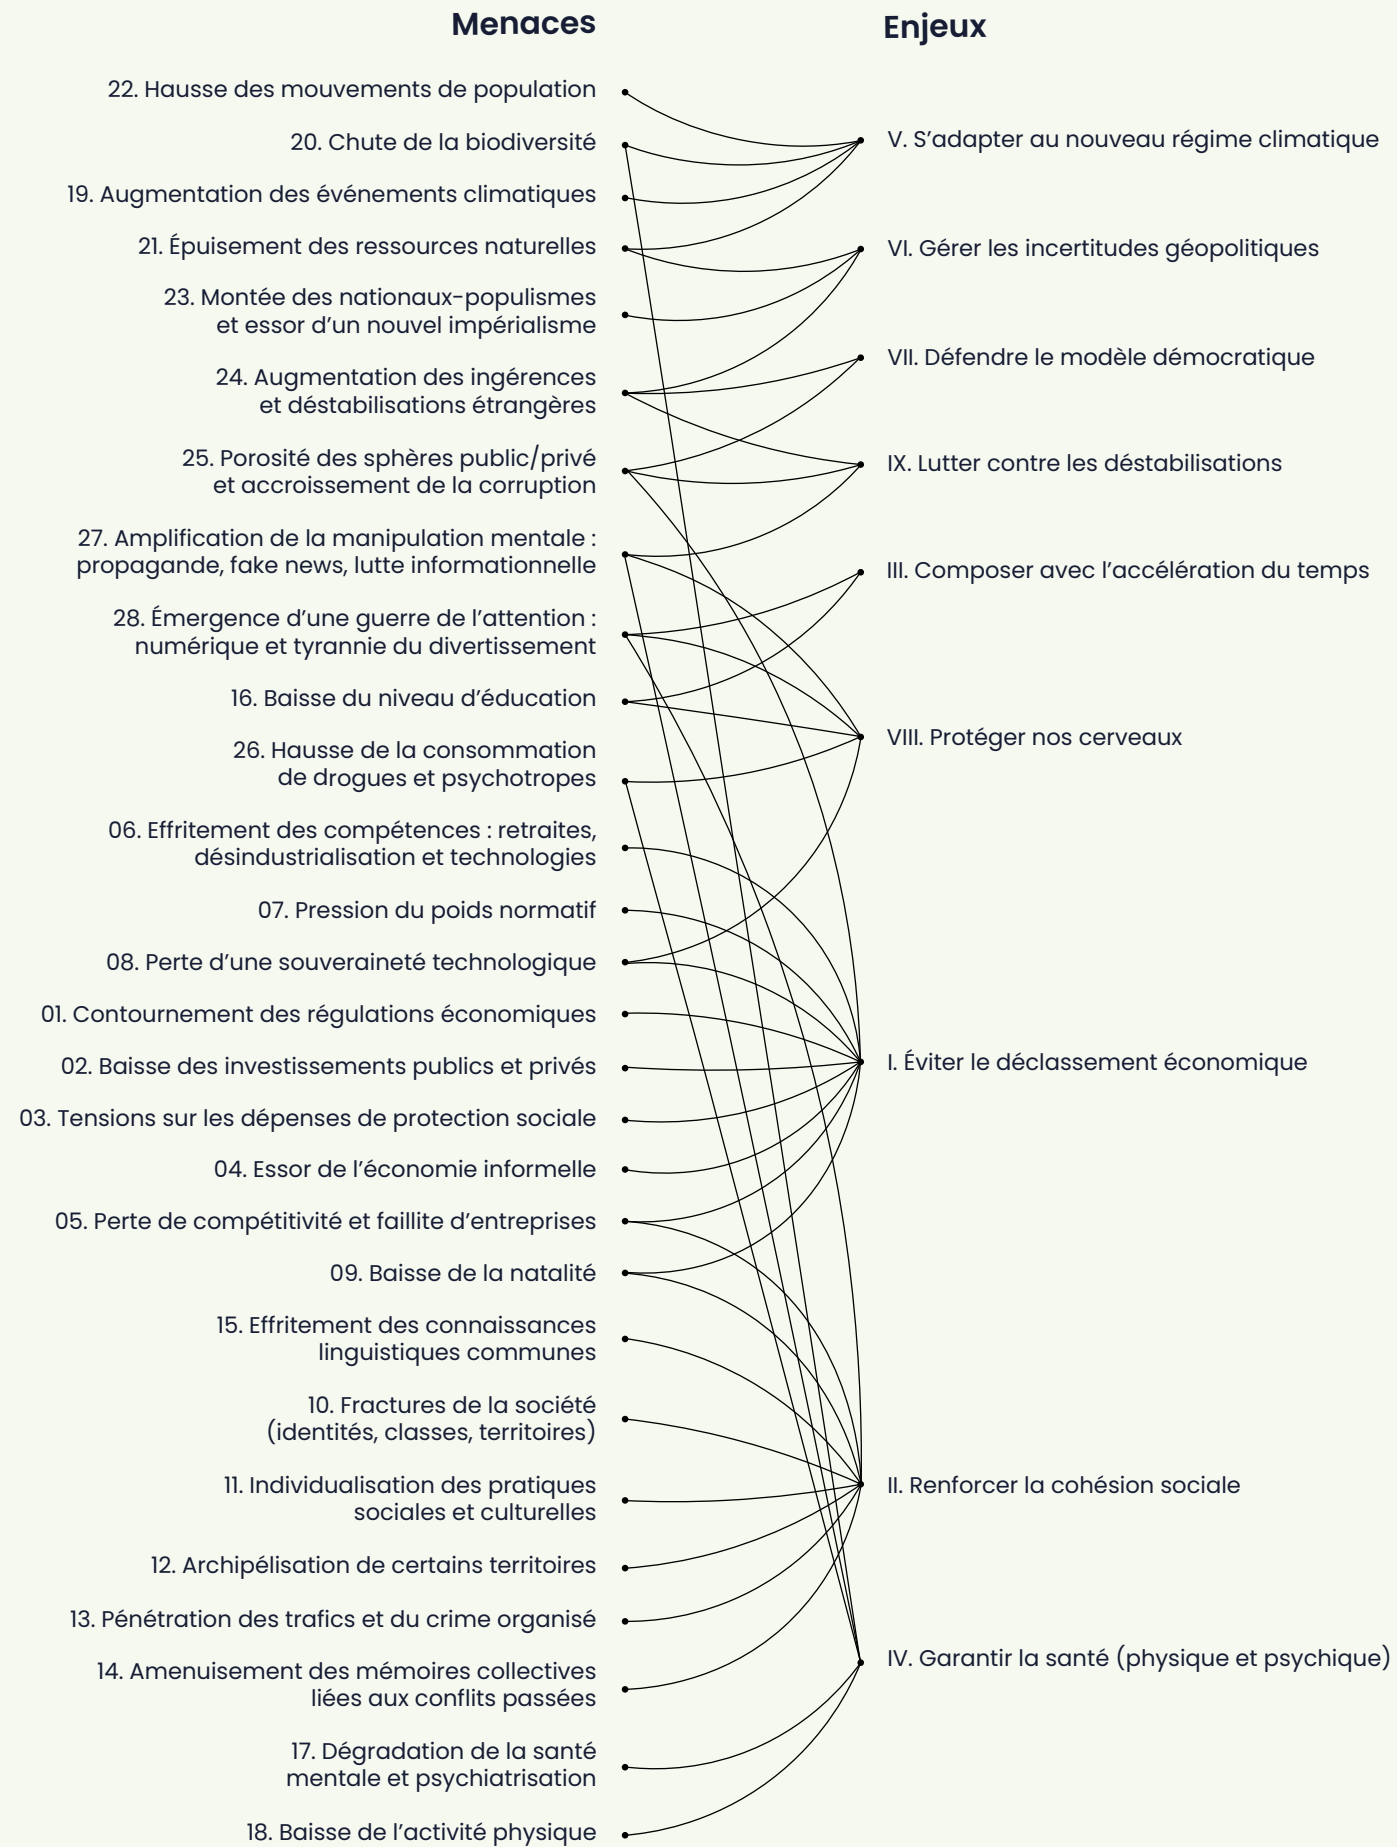 Menaces
22. Hausse des mouvements de population
20. Chute de la biodiversité
19. Augmentation des événements climatiques
21. Épuisement des ressources naturelles
23. Montée des nationaux-populismes
et essor d’un nouvel impérialisme
24. Augmentation des ingérences
et déstabilisations étrangères
25. Porosité des sphères public/privé
et accroissement de la corruption
27. Amplification de la manipulation mentale :
propagande, fake news, lutte informationnelle
28. Émergence d’une guerre de l’attention :
numérique et tyrannie du divertissement
16. Baisse du niveau d’éducation
26. Hausse de la consommation
de drogues et psychotropes
06. Effritement des compétences : retraites,
désindustrialisation et technologies
07. Pression du poids normatif
08. Perte d’une souveraineté technologique
01. Contournement des régulations économiques
02. Baisse des investissements publics et privés
03. Tensions sur les dépenses de protection sociale
04. Essor de l’économie informelle
05. Perte de compétitivité et faillite d’entreprises
09. Baisse de la natalité
15. Effritement des connaissances
linguistiques communes
10. Fractures de la société
(identités, classes, territoires)
11. Individualisation des pratiques
sociales et culturelles
12. Archipélisation de certains territoires
13. Pénétration des trafics et du crime organisé
14. Amenuisement des mémoires collectives
liées aux conflits passées
17. Dégradation de la santé
mentale et psychiatrisation
18. Baisse de l’activité physique
Enjeux
V. S’adapter au nouveau régime climatique
VI. Gérer les incertitudes géopolitiques
VII. Défendre le modèle démocratique
IX. Lutter contre les déstabilisations
III. Composer avec l’accélération du temps
VIII. Protéger nos cerveaux
I. Éviter le déclassement économique
II. Renforcer la cohésion sociale
IV. Garantir la santé (physique et psychique)